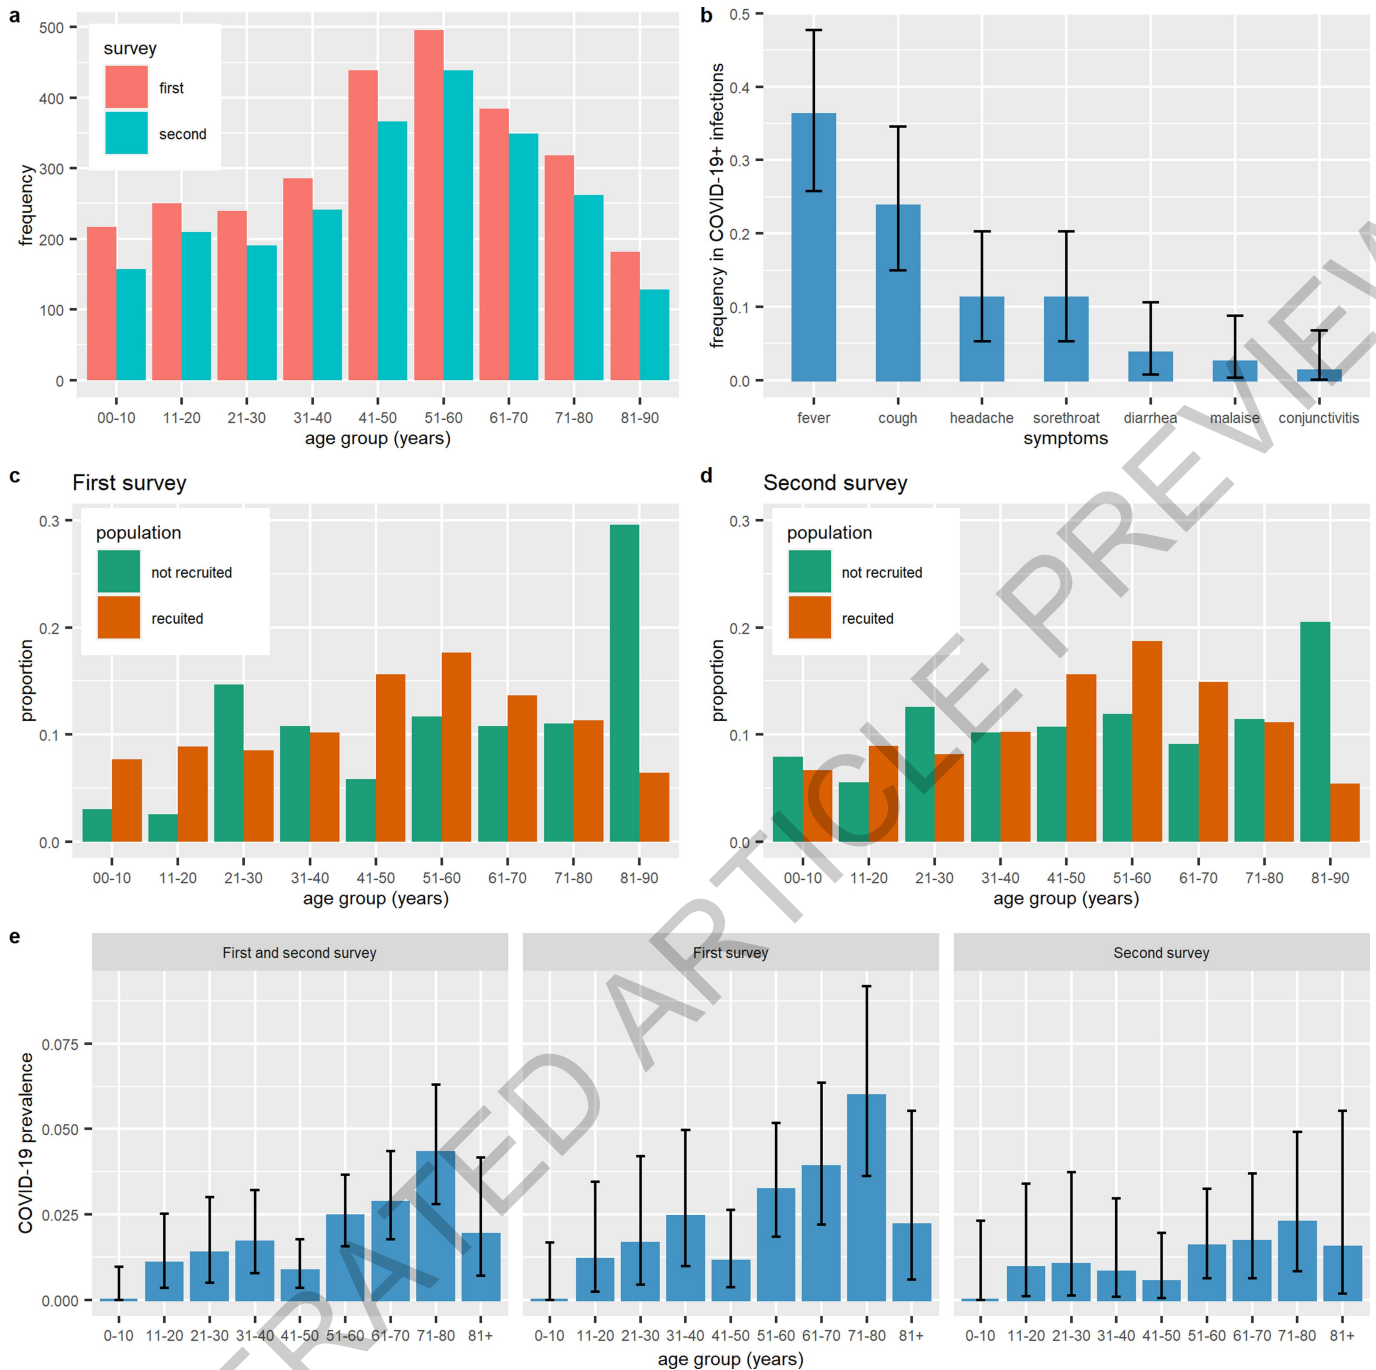 a
survey
first
second
frequency
500
400
300
200
100
0
00-10 11-20 21-30 31-40 41-50 51-60 61-70 71-80 81-90
age group (years)
b
frequency in COVID-19+ infections
0.5
0.4
0.3
0.2
0.1
0.0
fever cough headache sorethroat diarrhea malaise conjunctivitis
symptoms
c
First survey
population
not recruited
recuited
proportion
0.3
0.2
0.1
0.0
00-10 11-20 21-30 31-40 41-50 51-60 61-70 71-80 81-90
age group (years)
d
Second survey
population
not recruited
recuited
proportion
0.3
0.2
0.1
0.0
00-10 11-20 21-30 31-40 41-50 51-60 61-70 71-80 81-90
age group (years)
e
First and second survey
First survey
Second survey
COVID-19 prevalence
0.075
0.050
0.025
0.000
0-10 11-20 21-30 31-40 41-50 51-60 61-70 71-80 81+
0-10 11-20 21-30 31-40 41-50 51-60 61-70 71-80 81+
0-10 11-20 21-30 31-40 41-50 51-60 61-70 71-80 81+
age group (years)
ARTICLE PREVIEW